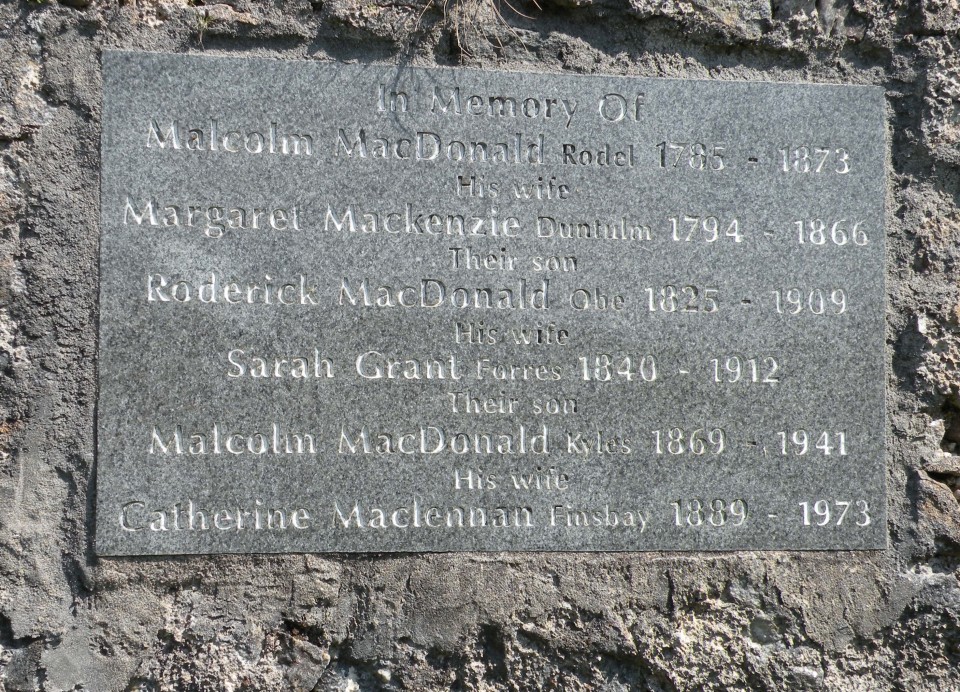 In Memory Of
Malcolm MacDonald Rodel 1785 - 1873
His wife
Margaret Mackenzie Duntulm 1794 - 1866
Their son
Roderick MacDonald Obe 1825 - 1909
His wife
Sarah Grant Forres 1840 - 1912
Their son
Malcolm MacDonald Kyles 1869 - 1941
His wife
Catherine Maclennan Finsbay 1889 - 1973